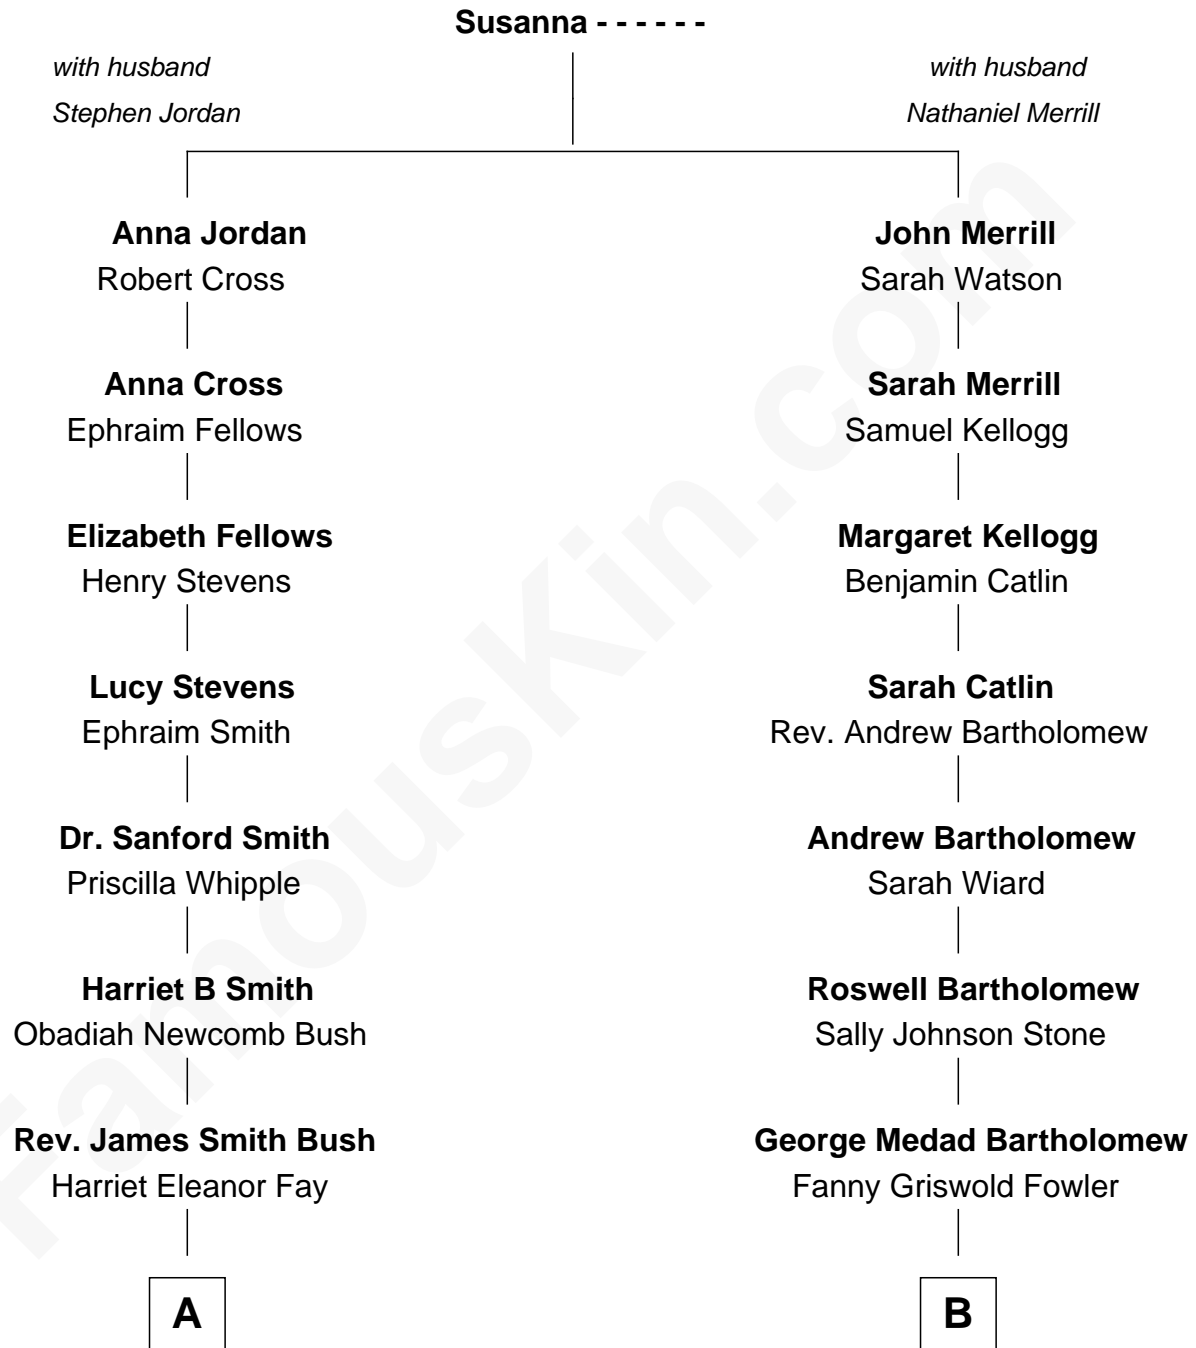 Susanna - - - - - -
with husband
Stephen Jordan
with husband
Nathaniel Merrill
Anna Jordan
Robert Cross
John Merrill
Sarah Watson
Anna Cross
Ephraim Fellows
Sarah Merrill
Samuel Kellogg
Elizabeth Fellows
Henry Stevens
Margaret Kellogg
Benjamin Catlin
Lucy Stevens
Ephraim Smith
Sarah Catlin
Rev. Andrew Bartholomew
Dr. Sanford Smith
Priscilla Whipple
Andrew Bartholomew
Sarah Wiard
Harriet B Smith
Obadiah Newcomb Bush
Roswell Bartholomew
Sally Johnson Stone
Rev. James Smith Bush
Harriet Eleanor Fay
George Medad Bartholomew
Fanny Griswold Fowler
A
B
FamousKin.com